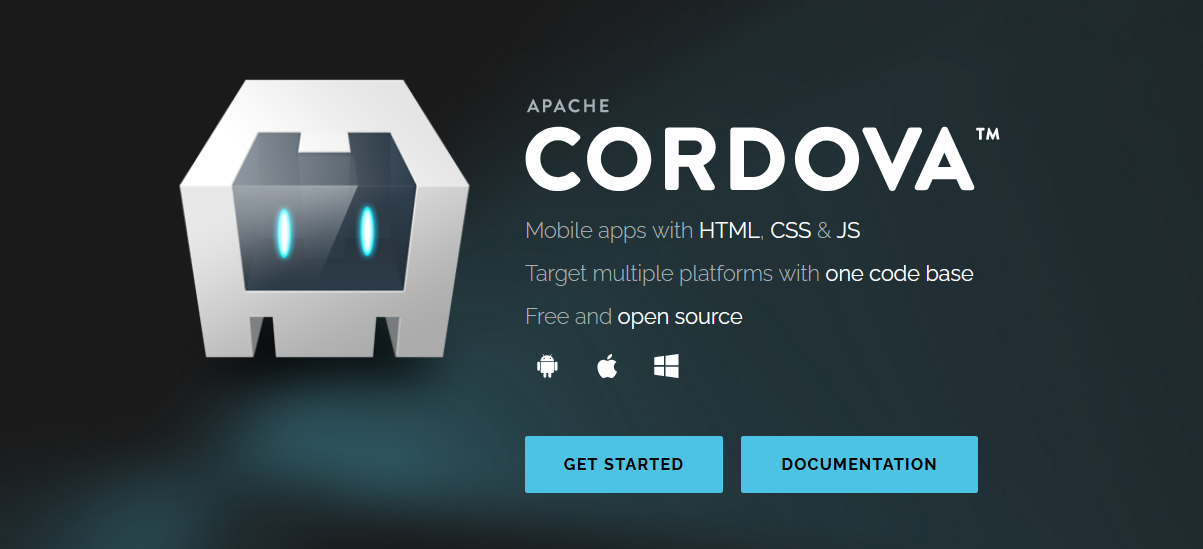 APACHE
CORDOVA™
Mobile apps with HTML, CSS & JS
Target multiple platforms with one code base
Free and open source
GET STARTED
DOCUMENTATION